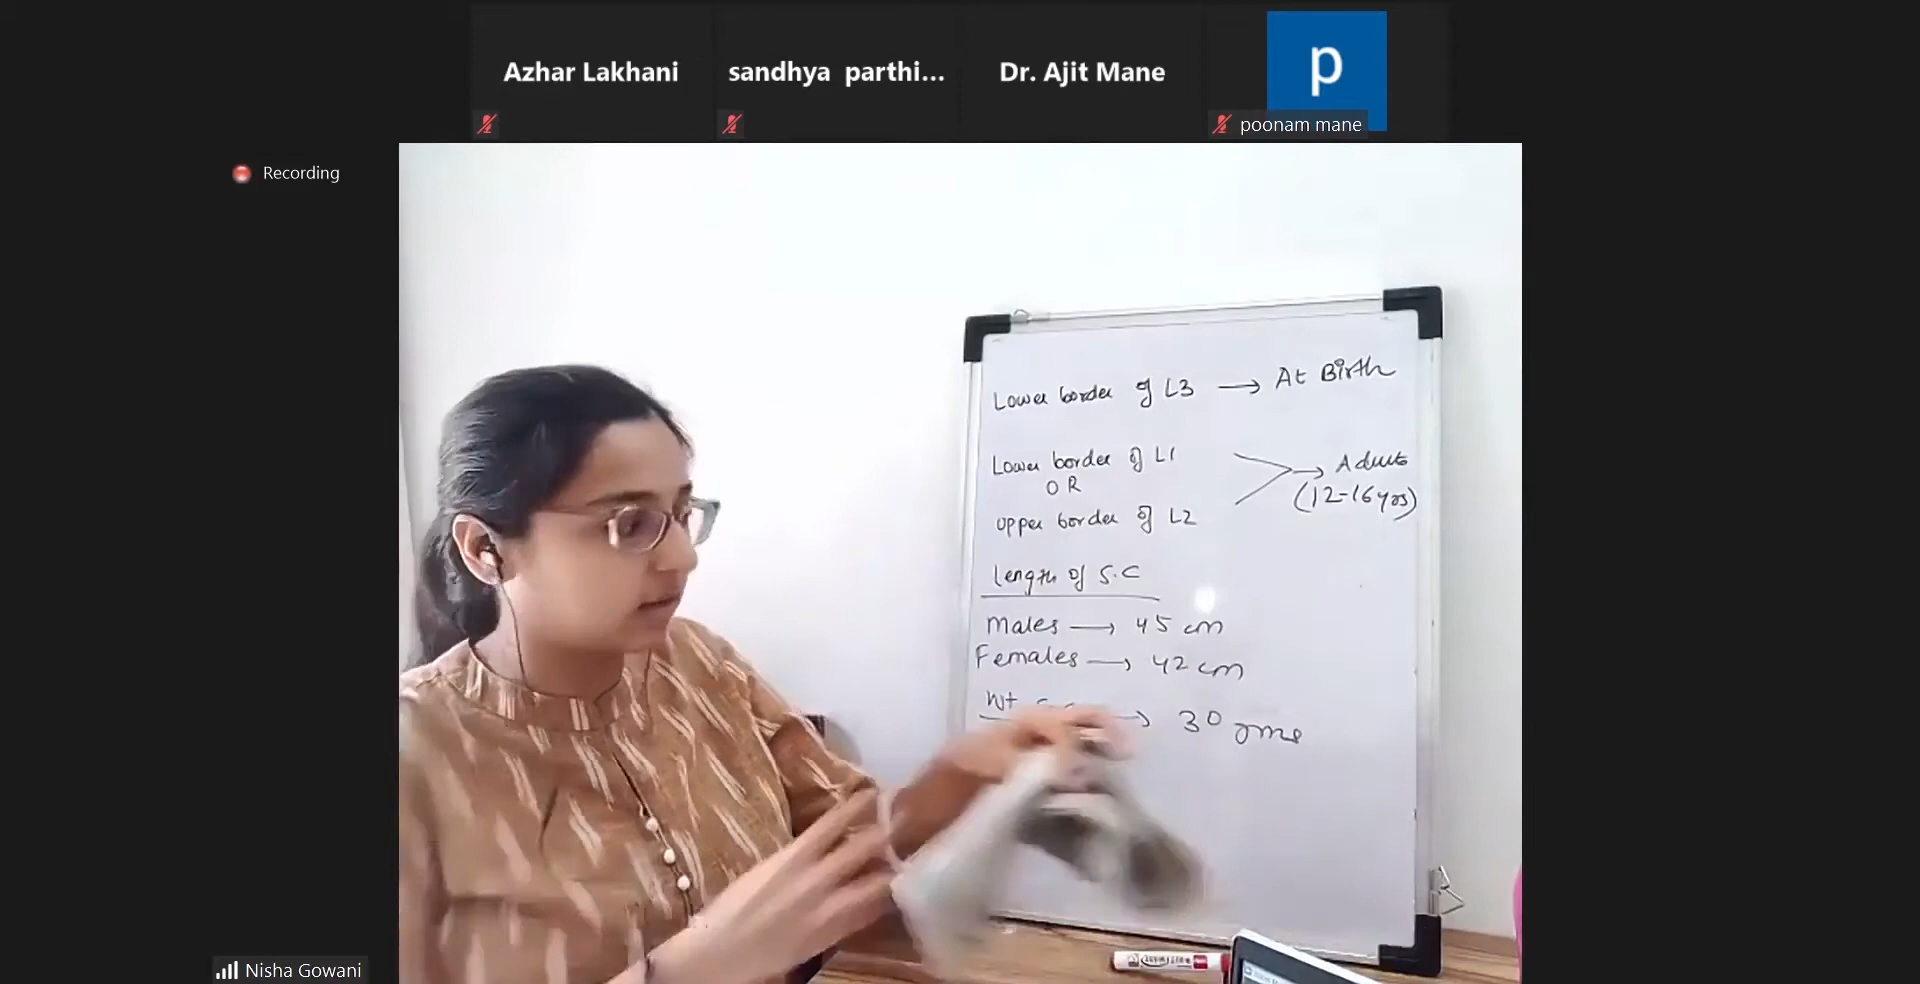 Azhar Lakhani
sandhya parthi...
Dr. Ajit Mane
p
poonam mane
Recording
Lower border of L3 → At Birth
Lower border of L1
OR
→ Adults
(12-16 yrs)
upper border of L2
Length of S.C
Males → 45 cm
Females → 42 cm
Wt → 30 gms
Nisha Gowani